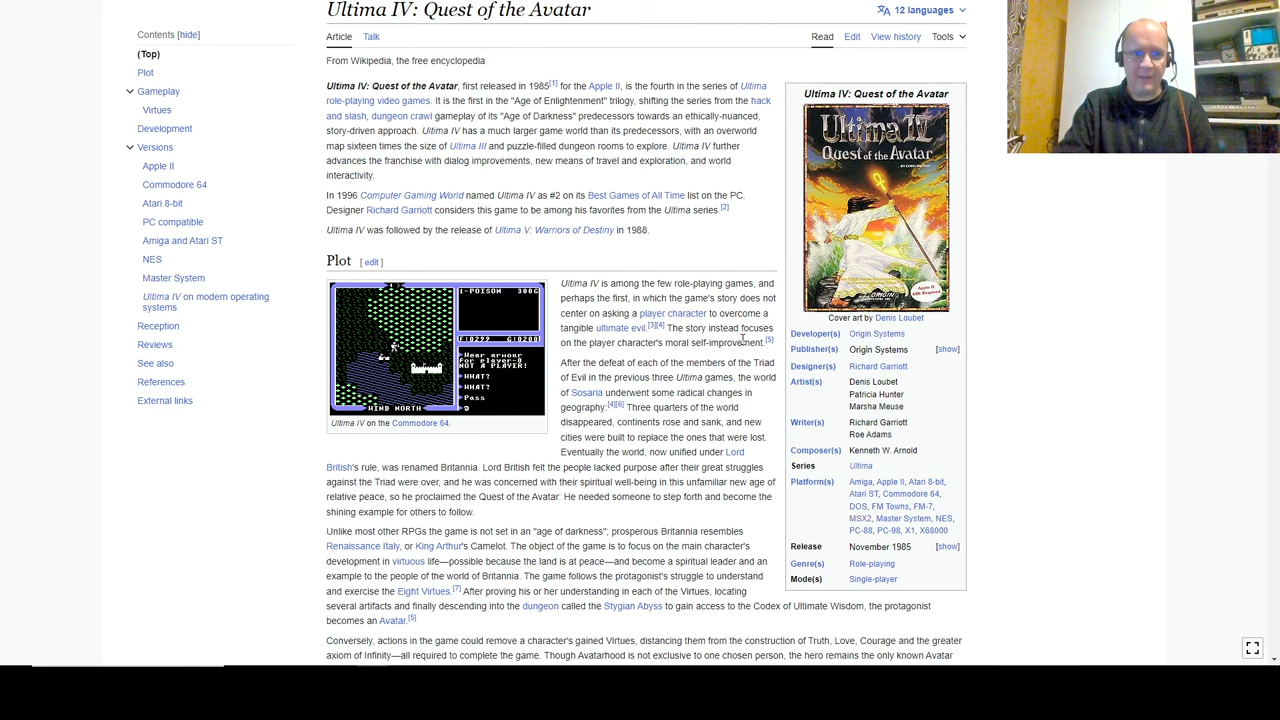 Ultima IV: Quest of the Avatar
12 languages
Contents [hide]
(Top)
Plot
Gameplay
Virtues
Development
Versions
Apple II
Commodore 64
Atari 8-bit
PC compatible
Amiga and Atari ST
NES
Master System
Ultima IV on modern operating
systems
Reception
Reviews
See also
References
External links
Article Talk
Read Edit View history Tools
From Wikipedia, the free encyclopedia
Ultima IV: Quest of the Avatar, first released in 1985[1] for the Apple II, is the fourth in the series of Ultima
role-playing video games. It is the first in the "Age of Enlightenment" trilogy, shifting the series from the hack
and slash, dungeon crawl gameplay of its "Age of Darkness" predecessors towards an ethically-nuanced,
story-driven approach. Ultima IV has a much larger game world than its predecessors, with an overworld
map sixteen times the size of Ultima III and puzzle-filled dungeon rooms to explore. Ultima IV further
advances the franchise with dialog improvements, new means of travel and exploration, and world
interactivity.
In 1996 Computer Gaming World named Ultima IV as #2 on its Best Games of All Time list on the PC.
Designer Richard Garriott considers this game to be among his favorites from the Ultima series.[2]
Ultima IV was followed by the release of Ultima V: Warriors of Destiny in 1988.
Plot [ edit ]
1-POISON 300G
F:0299 G:0200
Hear armour
for player-0
NOT A PLAYER!
WHAT?
WHAT?
Pass
WIND NORTH
Ultima IV on the Commodore 64.
Ultima IV is among the few role-playing games, and
perhaps the first, in which the game's story does not
center on asking a player character to overcome a
tangible ultimate evil.[3][4] The story instead focuses
on the player character's moral self-improvement.[5]
After the defeat of each of the members of the Triad
of Evil in the previous three Ultima games, the world
of Sosaria underwent some radical changes in
geography:[4][6] Three quarters of the world
disappeared, continents rose and sank, and new
cities were built to replace the ones that were lost.
Eventually the world, now unified under Lord
British's rule, was renamed Britannia. Lord British felt the people lacked purpose after their great struggles
against the Triad were over, and he was concerned with their spiritual well-being in this unfamiliar new age of
relative peace, so he proclaimed the Quest of the Avatar: He needed someone to step forth and become the
shining example for others to follow.
Unlike most other RPGs the game is not set in an "age of darkness"; prosperous Britannia resembles
Renaissance Italy, or King Arthur's Camelot. The object of the game is to focus on the main character's
development in virtuous life—possible because the land is at peace—and become a spiritual leader and an
example to the people of the world of Britannia. The game follows the protagonist's struggle to understand
and exercise the Eight Virtues.[7] After proving his or her understanding in each of the Virtues, locating
several artifacts and finally descending into the dungeon called the Stygian Abyss to gain access to the Codex of Ultimate Wisdom, the protagonist
becomes an Avatar.[5]
Conversely, actions in the game could remove a character's gained Virtues, distancing them from the construction of Truth, Love, Courage and the greater
axiom of Infinity—all required to complete the game. Though Avatarhood is not exclusive to one chosen person, the hero remains the only known Avatar
Ultima IV: Quest of the Avatar
Ultima IV
Quest of the Avatar
ORIGIN
Cover art by Denis Loubet
Developer(s) Origin Systems
Publisher(s) Origin Systems [show]
Designer(s) Richard Garriott
Artist(s) Denis Loubet
Patricia Hunter
Marsha Meuse
Writer(s) Richard Garriott
Roe Adams
Composer(s) Kenneth W. Arnold
Series Ultima
Platform(s) Amiga, Apple II, Atari 8-bit,
Atari ST, Commodore 64,
DOS, FM Towns, FM-7,
MSX2, Master System, NES,
PC-88, PC-98, X1, X68000
Release November 1985 [show]
Genre(s) Role-playing
Mode(s) Single-player